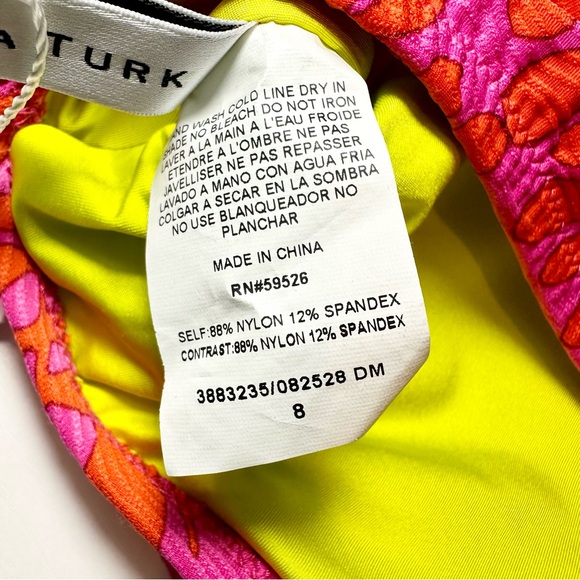 A TURK
AND WASH COLD LINE DRY IN
SHADE NO BLEACH DO NOT IRON
LAVER A LA MAIN A L'EAU FROIDE
ETENDRE A L'OMBRE NE PAS
JAVELLISER NE PAS REPASSER
LAVADO A MANO CON AGUA FRIA
COLGAR A SECAR EN LA SOMBRA
NO USE BLANQUEADOR NO
PLANCHAR
MADE IN CHINA
RN#59526
SELF:88% NYLON 12% SPANDEX
CONTRAST:88% NYLON 12% SPANDEX
3883235/082528 DM
8